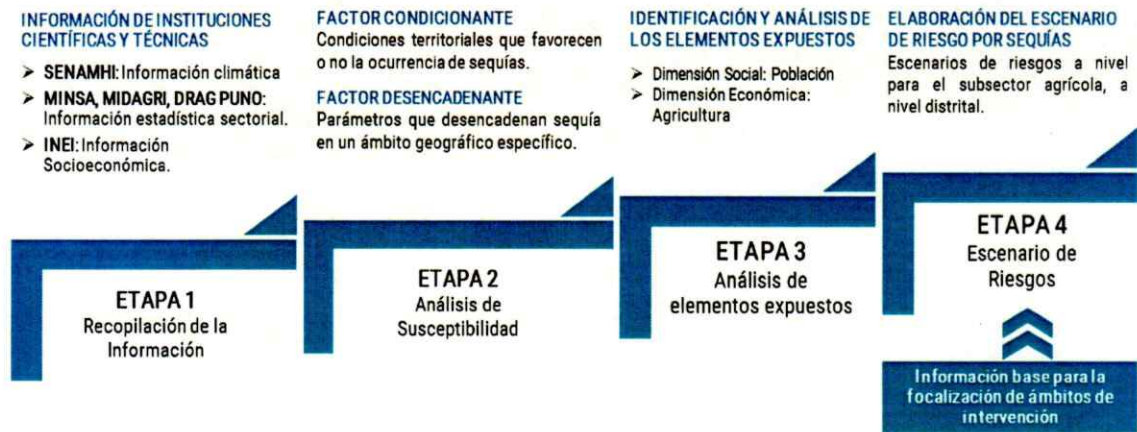 INFORMACIÓN DE INSTITUCIONES
CIENTÍFICAS Y TÉCNICAS
➢ SENAMHI: Información climática
➢ MINSA, MIDAGRI, DRAG PUNO:
Información estadística sectorial.
➢ INEI: Información
Socioeconómica.
ETAPA 1
Recopilación de la
Información
FACTOR CONDICIONANTE
Condiciones territoriales que favorecen
o no la ocurrencia de sequías.
FACTOR DESENCADENANTE
Parámetros que desencadenan sequía
en un ámbito geográfico específico.
ETAPA 2
Análisis de
Susceptibilidad
IDENTIFICACIÓN Y ANÁLISIS DE
LOS ELEMENTOS EXPUESTOS
➢ Dimensión Social: Población
➢ Dimensión Económica:
Agricultura
ETAPA 3
Análisis de
elementos expuestos
ELABORACIÓN DEL ESCENARIO
DE RIESGO POR SEQUÍAS
Escenarios de riesgos a nivel
para el subsector agrícola, a
nivel distrital.
ETAPA 4
Escenario de
Riesgos
Información base para la
focalización de ámbitos de
intervención